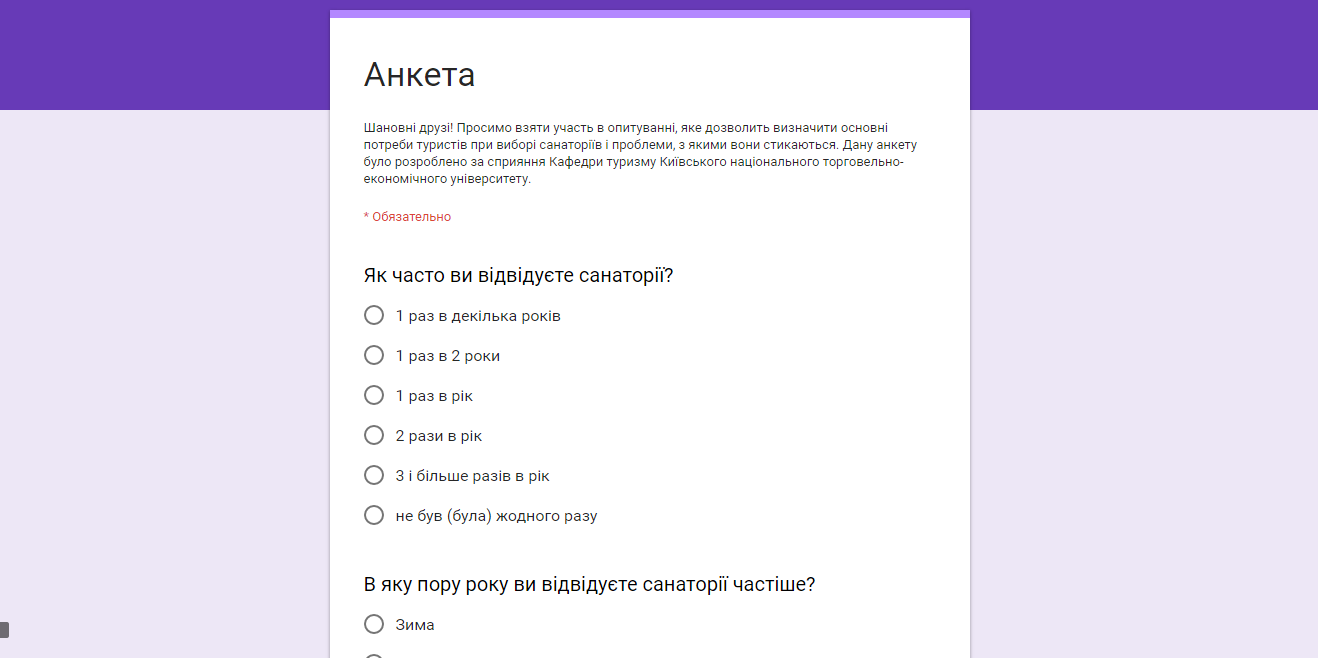 Анкета
Шановні друзі! Просимо взяти участь в опитуванні, яке дозволить визначити основні
потреби туристів при виборі санаторіїв і проблеми, з якими вони стикаються. Дану анкету
було розроблено за сприяння Кафедри туризму Київського національного торговельно-
економічного університету.
* Обязательно
Як часто ви відвідуєте санаторії?
1 раз в декілька років
1 раз в 2 роки
1 раз в рік
2 рази в рік
3 і більше разів в рік
не був (була) жодного разу
В яку пору року ви відвідуєте санаторії частіше?
Зима